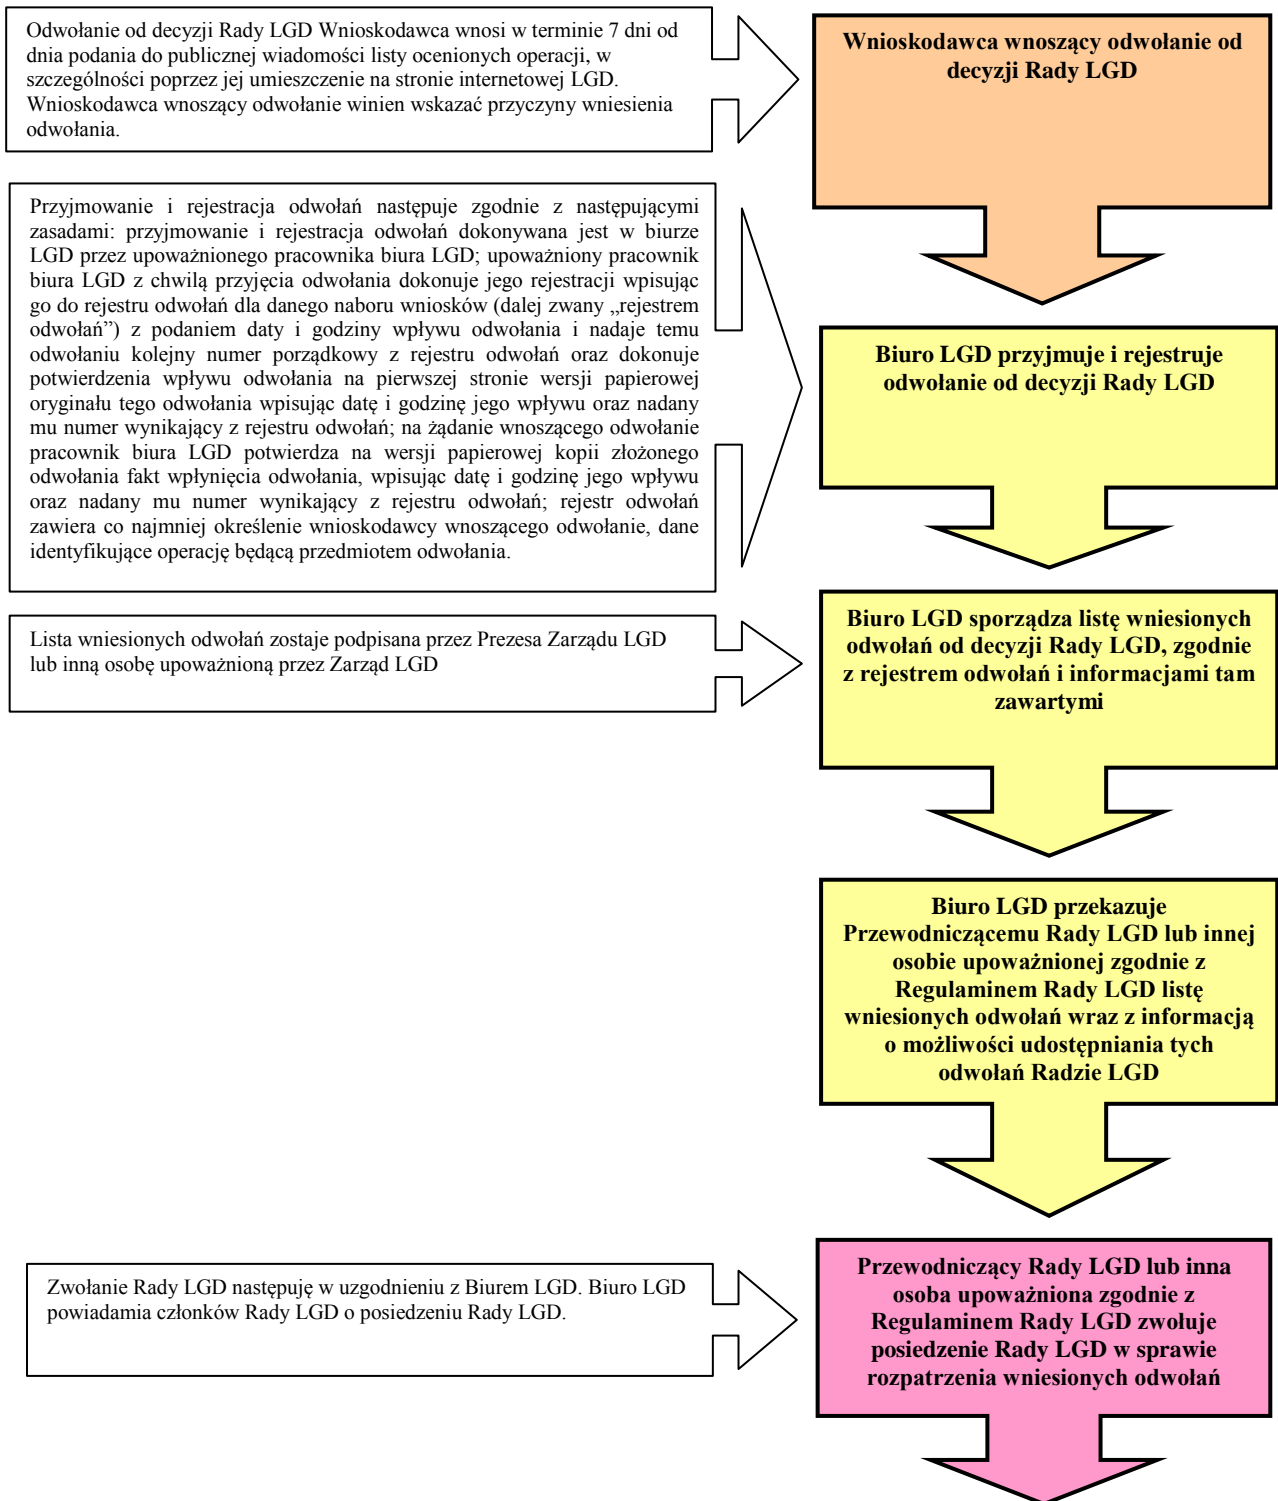 Odwołanie od decyzji Rady LGD Wnioskodawca wnosi w terminie 7 dni od
dnia podania do publicznej wiadomości listy ocenionych operacji, w
szczególności poprzez jej umieszczenie na stronie internetowej LGD.
Wnioskodawca wnoszący odwołanie winien wskazać przyczyny wniesienia
odwołania.
Wnioskodawca wnoszący odwołanie od
decyzji Rady LGD
Przyjmowanie i rejestracja odwołań następuje zgodnie z następującymi
zasadami: przyjmowanie i rejestracja odwołań dokonywana jest w biurze
LGD przez upoważnionego pracownika biura LGD; upoważniony pracownik
biura LGD z chwilą przyjęcia odwołania dokonuje jego rejestracji wpisując
go do rejestru odwołań dla danego naboru wniosków (dalej zwany „rejestrem
odwołań”) z podaniem daty i godziny wpływu odwołania i nadaje temu
odwołaniu kolejny numer porządkowy z rejestru odwołań oraz dokonuje
potwierdzenia wpływu odwołania na pierwszej stronie wersji papierowej
oryginału tego odwołania wpisując datę i godzinę jego wpływu oraz nadany
mu numer wynikający z rejestru odwołań; na żądanie wnoszącego odwołanie
pracownik biura LGD potwierdza na wersji papierowej kopii złożonego
odwołania fakt wpłynięcia odwołania, wpisując datę i godzinę jego wpływu
oraz nadany mu numer wynikający z rejestru odwołań; rejestr odwołań
zawiera co najmniej określenie wnioskodawcy wnoszącego odwołanie, dane
identyfikujące operację będącą przedmiotem odwołania.
Biuro LGD przyjmuje i rejestruje
odwołanie od decyzji Rady LGD
Lista wniesionych odwołań zostaje podpisana przez Prezesa Zarządu LGD
lub inną osobę upoważnioną przez Zarząd LGD
Biuro LGD sporządza listę wniesionych
odwołań od decyzji Rady LGD, zgodnie
z rejestrem odwołań i informacjami tam
zawartymi
Biuro LGD przekazuje
Przewodniczącemu Rady LGD lub innej
osobie upoważnionej zgodnie z
Regulaminem Rady LGD listę
wniesionych odwołań wraz z informacją
o możliwości udostępniania tych
odwołań Radzie LGD
Zwołanie Rady LGD następuję w uzgodnieniu z Biurem LGD. Biuro LGD
powiadamia członków Rady LGD o posiedzeniu Rady LGD.
Przewodniczący Rady LGD lub inna
osoba upoważniona zgodnie z
Regulaminem Rady LGD zwołuje
posiedzenie Rady LGD w sprawie
rozpatrzenia wniesionych odwołań